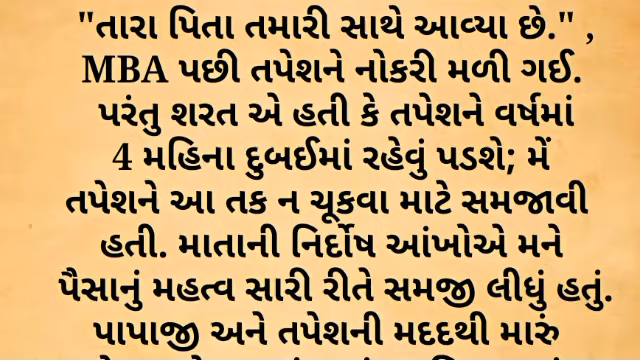 "તારા પિતા તમારી સાથે આવ્યા છે." ,
MBA પછી તપેશને નોકરી મળી ગઈ.
પરંતુ શરત એ હતી કે તપેશને વર્ષમાં
4 મહિના દુબઈમાં રહેવું પડશે; મેં
તપેશને આ તક ન ચૂકવા માટે સમજાવી
હતી. માતાની નિર્દોષ આંખોએ મને
પૈસાનું મહત્વ સારી રીતે સમજી લીધું હતું.
પાપાજી અને તપેશની મદદથી મારું